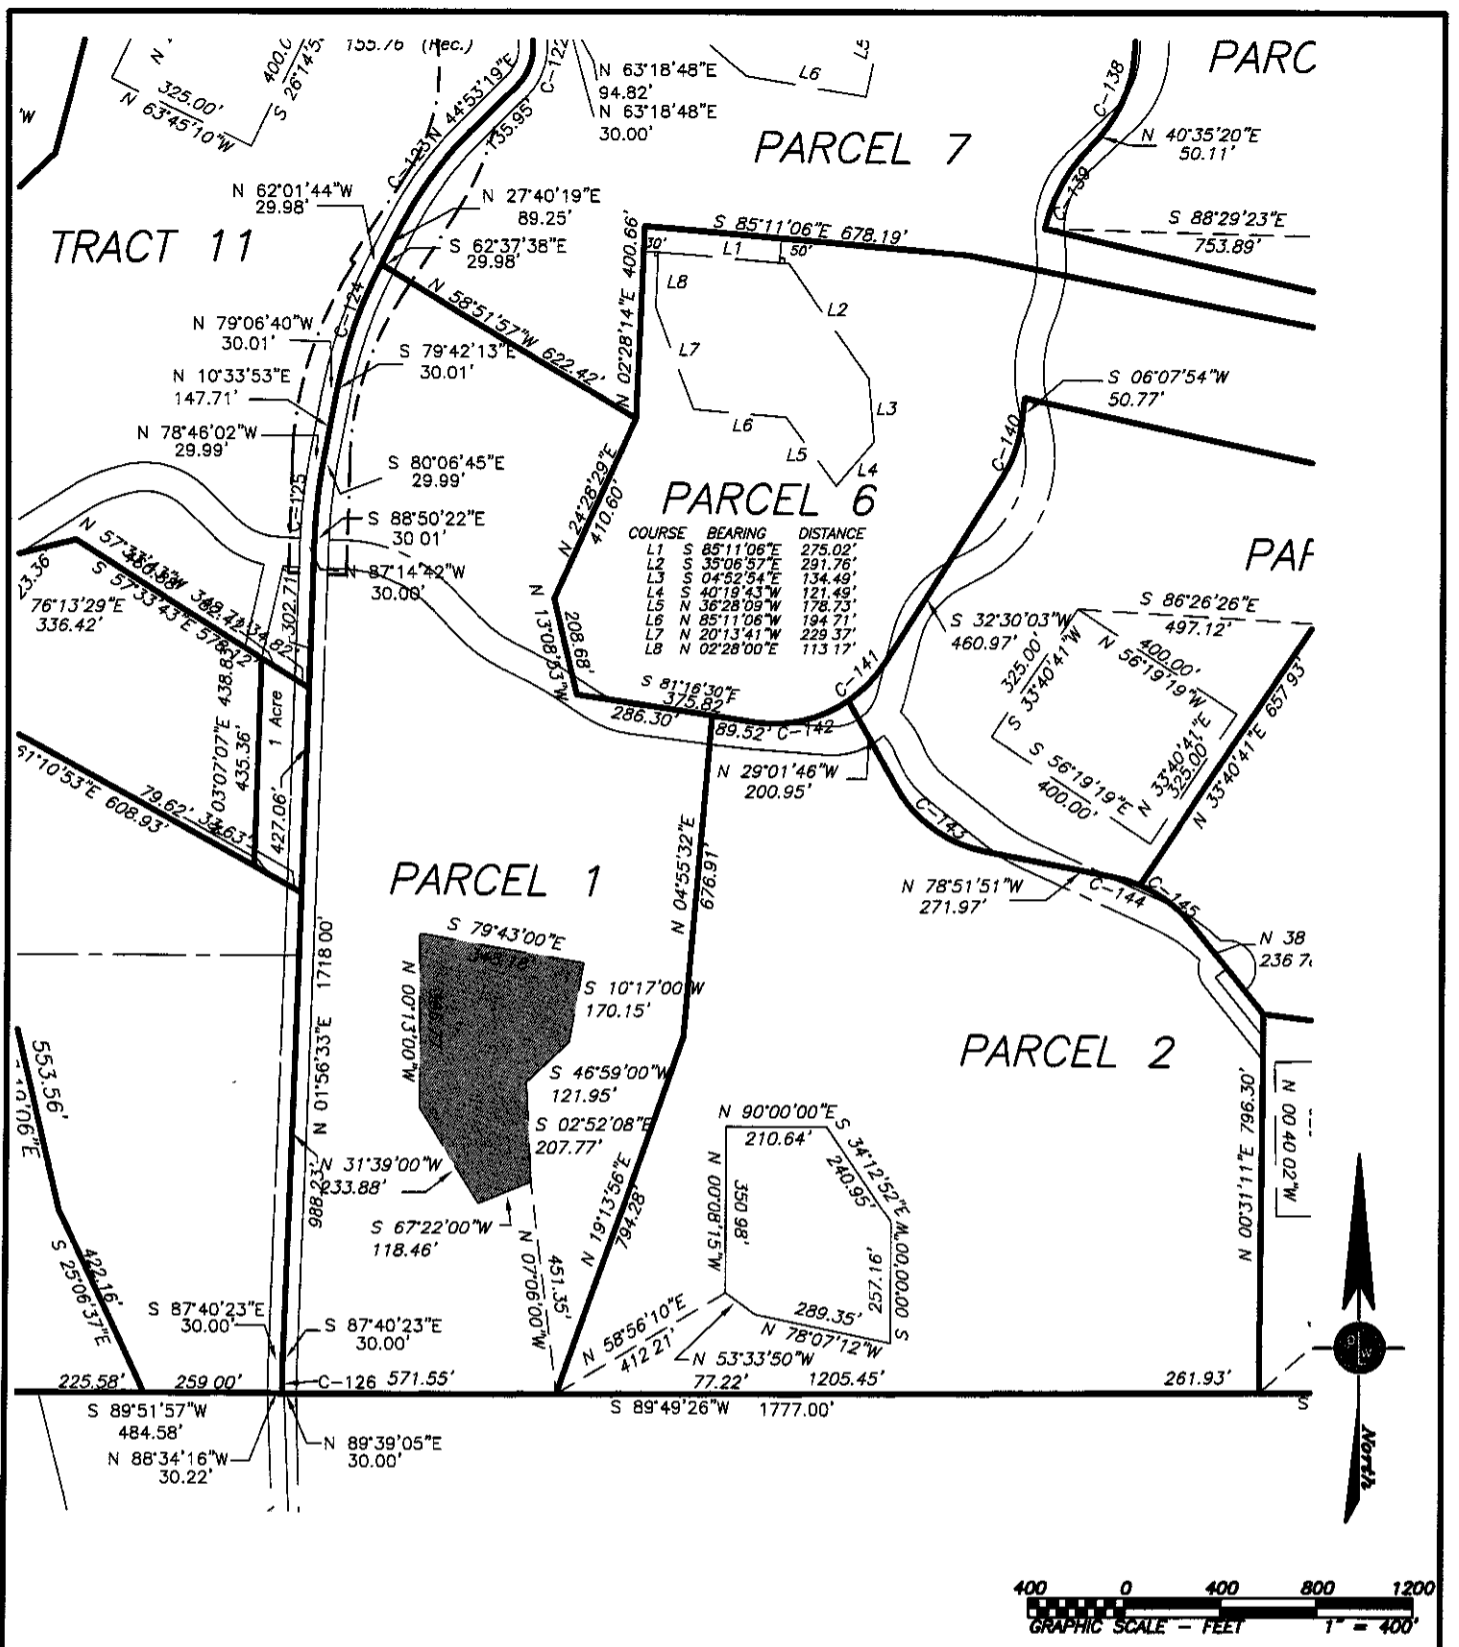 155.76 (Rec.)
PARC
'W
325.00'
N 63°45'10"W
400.0
S 26°14'5
N 44°53'19"E
135.95'
C-122
C-123
N 63°18'48"E
94.82'
N 63°18'48"E
30.00'
L6
L5
PARCEL 7
C-138
N 40°35'20"E
50.11'
C-139
S 88°29'23"E
753.89'
N 62°01'44"W
29.98'
N 27°40'19"E
89.25'
TRACT 11
S 62°37'38"E
29.98'
S 85°11'06"E 678.19'
30'
L1
50'
L8
L2
N 02°28'14"E 400.66'
N 58°51'57"W 622.42'
C-124
N 79°06'40"W
30.01'
S 79°42'13"E
30.01'
L7
L3
N 10°33'53"E
147.71'
S 06°07'54"W
50.77'
L6
L5
L4
C-140
N 78°46'02"W
29.99'
S 80°06'45"E
29.99'
N 24°28'29"E
410.60'
PARCEL 6
C-125
S 88°50'22"E
30 01'
N 87°14'42"W
30.00'
COURSE BEARING DISTANCE
L1 S 85°11'06"E 275.02'
L2 S 35°06'57"E 291.76'
L3 S 04°52'54"E 134.49'
L4 S 40°19'43"W 121.49'
L5 N 36°28'09"W 178.73'
L6 N 85°11'06"W 194 71'
L7 N 20°13'41"W 229 37'
L8 N 02°28'00"E 113 17'
PAR
23.36
76°13'29"E
336.42'
S 57°33'43"E 578.12'
302.71'
N 13°08'53"W
208.68'
S 32°30'03"W
460.97'
S 86°26'26"E
497.12'
325.00'
S 33°40'41"W
400.00'
N 56°19'19"W
S 56°19'19"E
400.00'
N 33°40'41"E
325.00'
N 33°40'41"E 657.93'
C-141
S 81°16'30"E
375.82'
286.30'
89.52' C-142
1 Acre
03°07'07"E 438.8
435.36'
427.06'
61°10'53"E 608.93'
79.62'
N 29°01'46"W
200.95'
C-143
N 04°55'32"E
676.91'
PARCEL 1
N 78°51'51"W
271.97'
C-144
C-145
N 38
236 7
S 79°43'00"E
N 00°13'00"W
S 10°17'00"W
170.15'
N 01°56'33"E 1718 00'
S 46°59'00"W
121.95'
S 02°52'08"E
207.77'
PARCEL 2
553.56'
N 31°39'00"W
233.88'
988.23'
S 67°22'00"W
118.46'
N 19°13'56"E
794.28'
N 07°06'00"W
451.35'
N 90°00'00"E
210.64'
S 34°12'52"E
240.95'
N 00°08'15"W
350 98'
S 00°00'00"W
257.16'
289.35'
N 78°07'12"W
N 53°33'50"W
77.22'
N 58°56'10"E
412 21'
N 00°31'11"E 796.30'
N 00 40 02"W
422.16'
S 25°06'37"E
S 87°40'23"E
30.00'
S 87°40'23"E
30.00'
225.58'
259 00'
C-126 571.55'
1205.45'
261.93'
S 89°51'57"W
484.58'
S 89°49'26"W 1777.00'
S
N 88°34'16"W
30.22'
N 89°39'05"E
30.00'
North
400 0 400 800 1200
GRAPHIC SCALE - FEET 1" = 400'